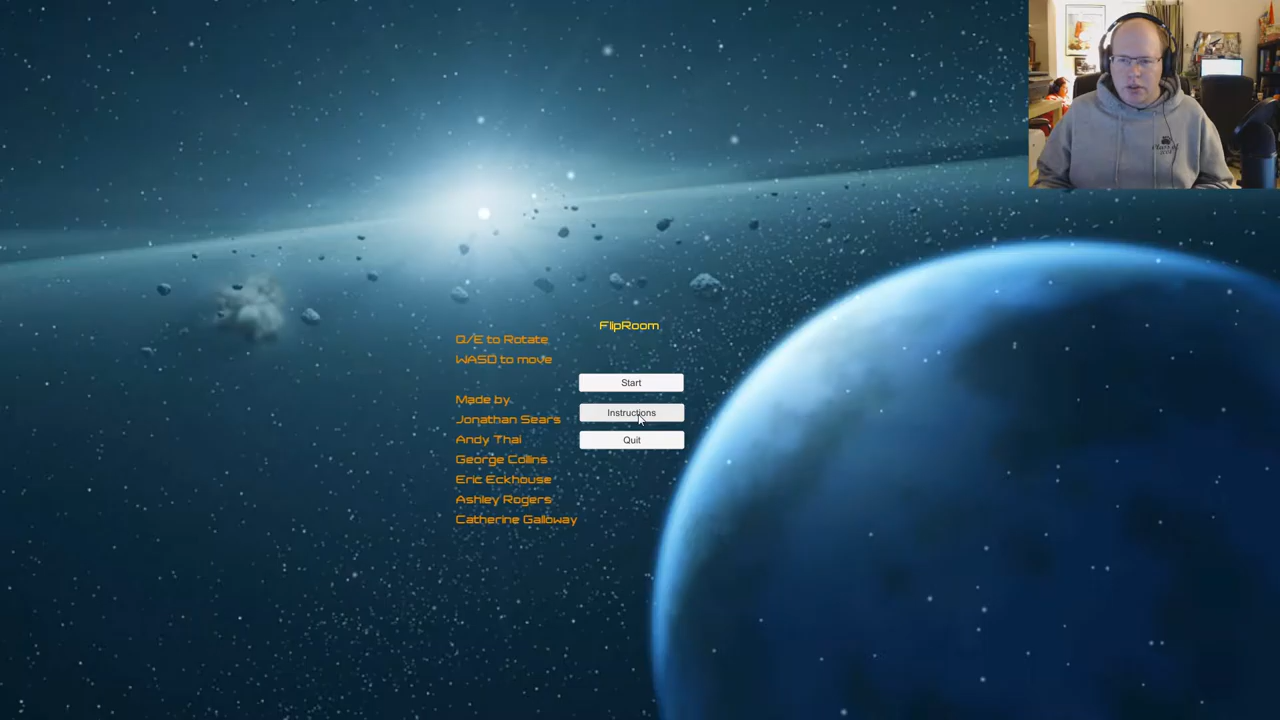 FlipRoom
Q/E to Rotate
WASD to move
Start
Instructions
Quit
Made by
Jonathan Sears
Andy Thai
George Collins
Eric Eckhouse
Ashley Rogers
Catherine Galloway